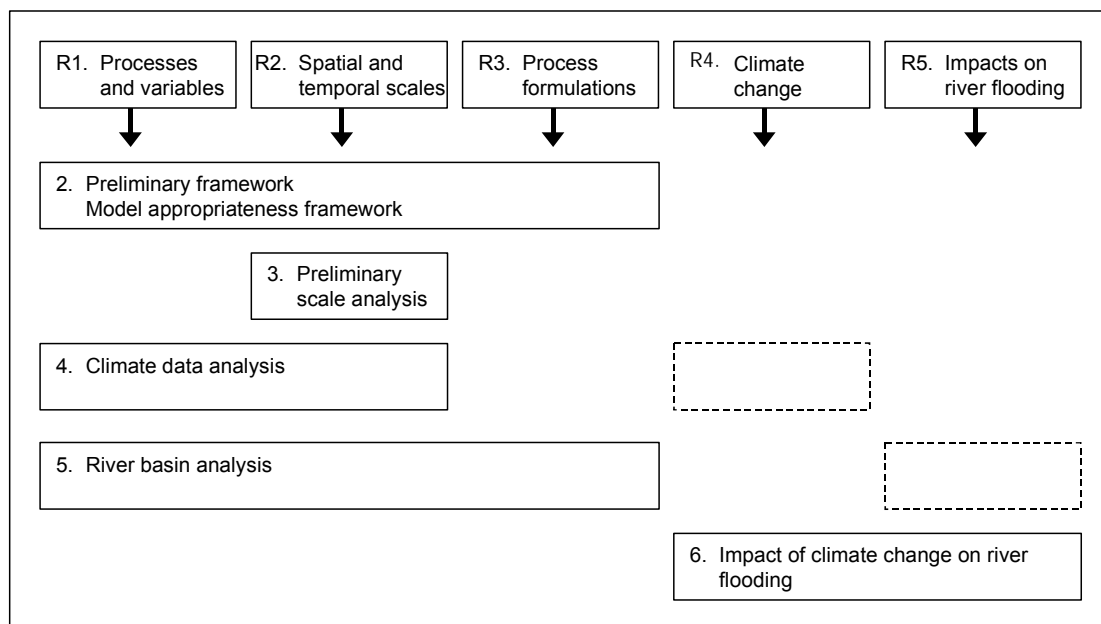 R1. Processes
and variables
R2. Spatial and
temporal scales
R3. Process
formulations
R4. Climate
change
R5. Impacts on
river flooding
2. Preliminary framework
Model appropriateness framework
3. Preliminary
scale analysis
4. Climate data analysis
5. River basin analysis
6. Impact of climate change on river
flooding